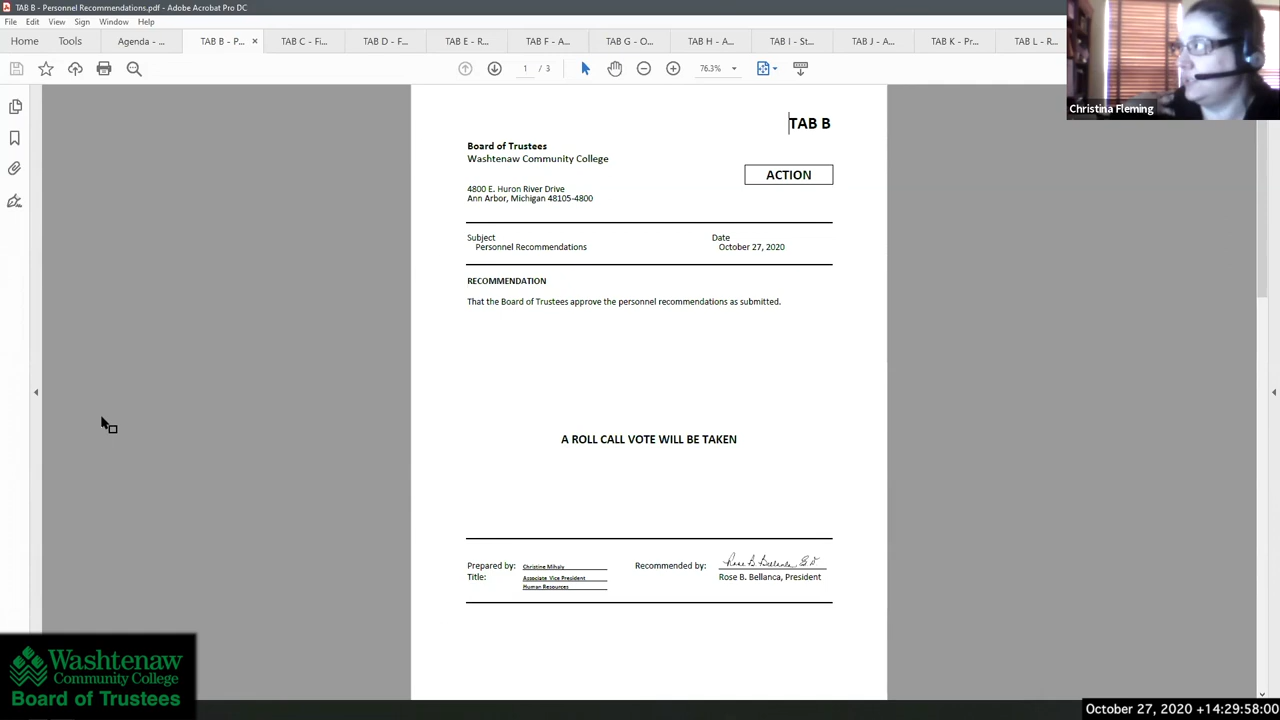 TAB B - Personnel Recommendations.pdf - Adobe Acrobat Pro DC
File Edit View Sign Window Help
Home Tools Agenda - ... TAB B - P... × TAB C - Fi... TAB D - F... R... TAB F - A... TAB G - O... TAB H - ... TAB I - St... TAB K - Pr... TAB L - R...
1 / 3 76.3%
Christina Fleming
TAB B
Board of Trustees
Washtenaw Community College
ACTION
4800 E. Huron River Drive
Ann Arbor, Michigan 48105-4800
Subject Date
Personnel Recommendations October 27, 2020
RECOMMENDATION
That the Board of Trustees approve the personnel recommendations as submitted.
A ROLL CALL VOTE WILL BE TAKEN
Prepared by: Christine Mihaly Recommended by: Rose B Bellanca
Title: Associate Vice President Rose B. Bellanca, President
Human Resources
Washtenaw
Community College
Board of Trustees
October 27, 2020 +14:29:58:00